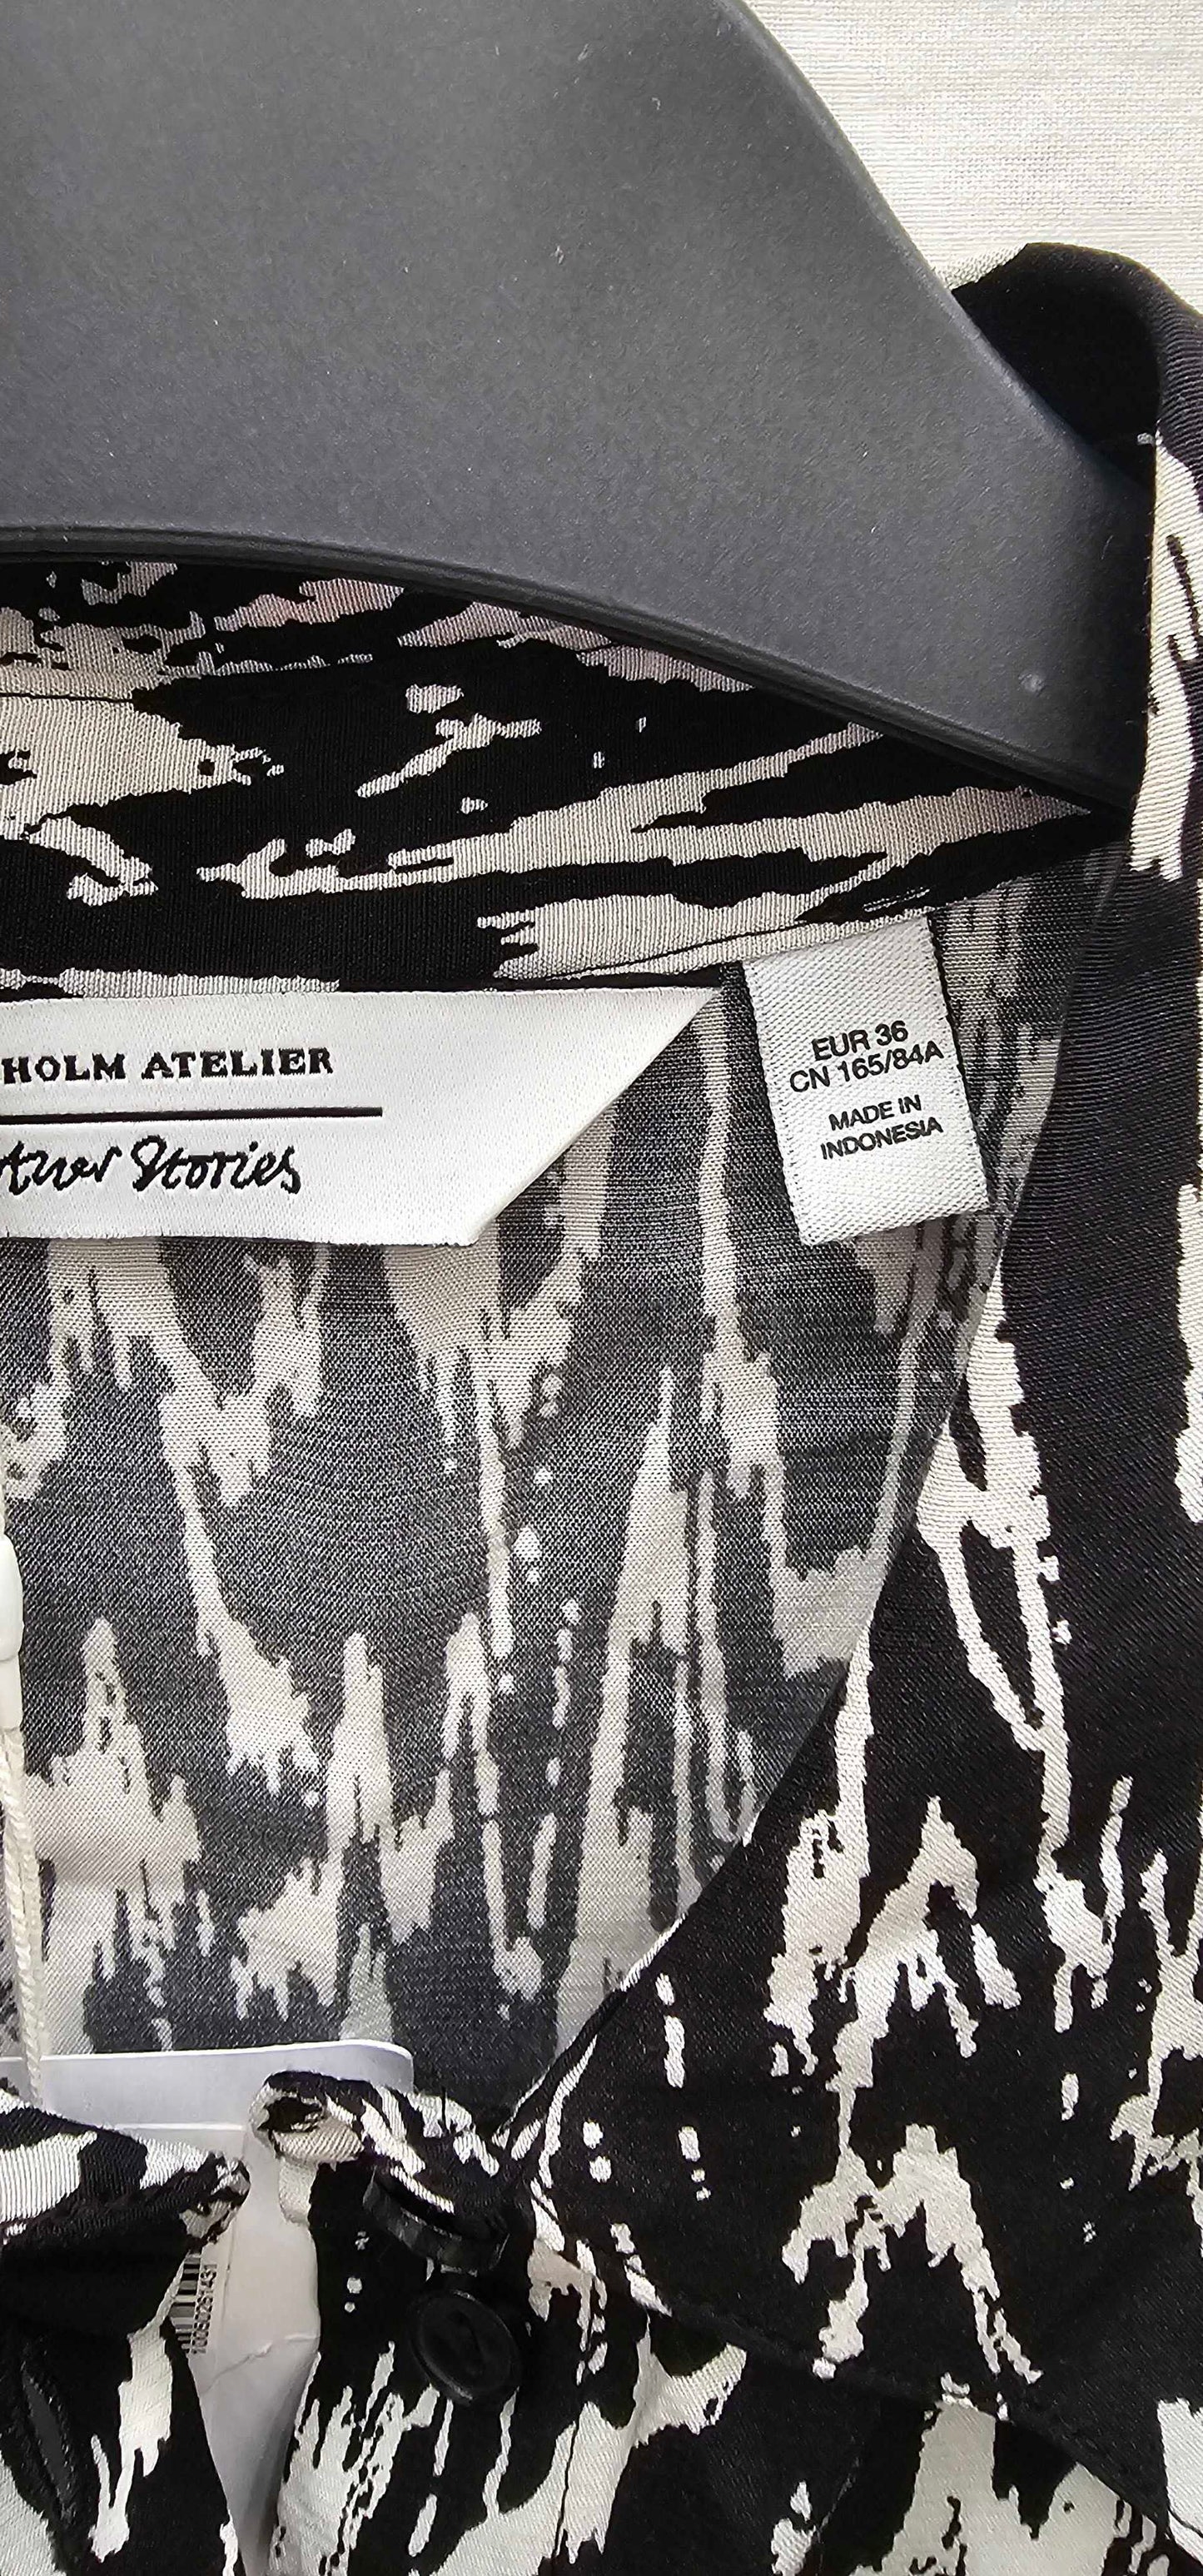 HOLM ATELIER
Stories
EUR 36
CN 165/84A
MADE IN
INDONESIA